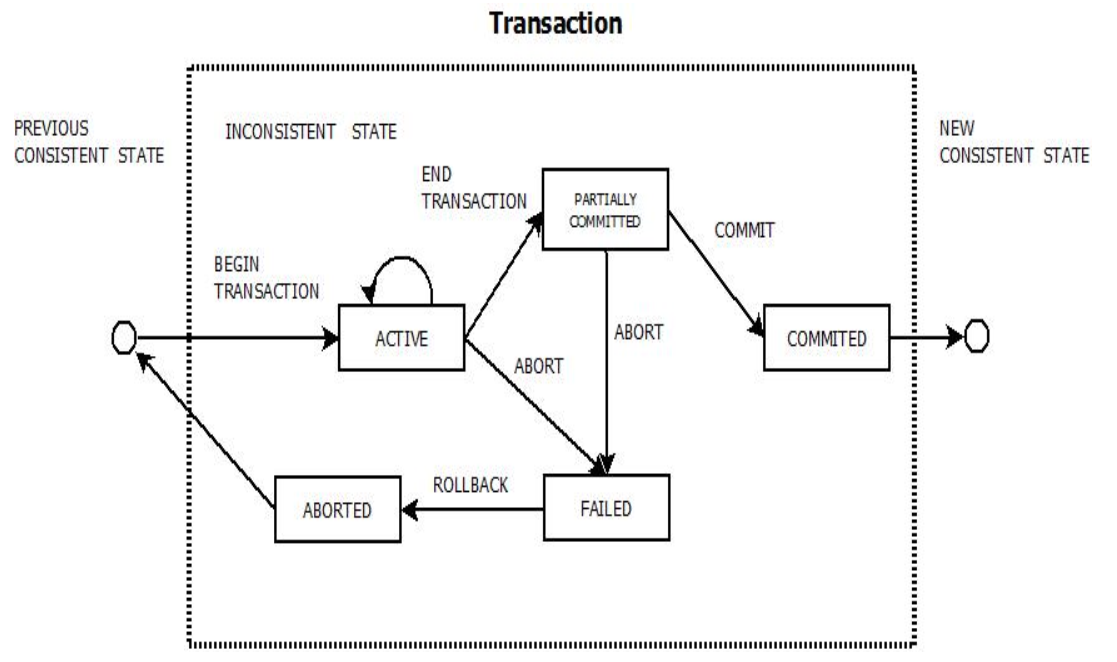 Transaction
PREVIOUS
CONSISTENT STATE
INCONSISTENT STATE
NEW
CONSISTENT STATE
END
TRANSACTION
PARTIALLY
COMMITTED
COMMIT
BEGIN
TRANSACTION
ACTIVE
ABORT
ABORT
COMMITED
ABORTED
ROLLBACK
FAILED